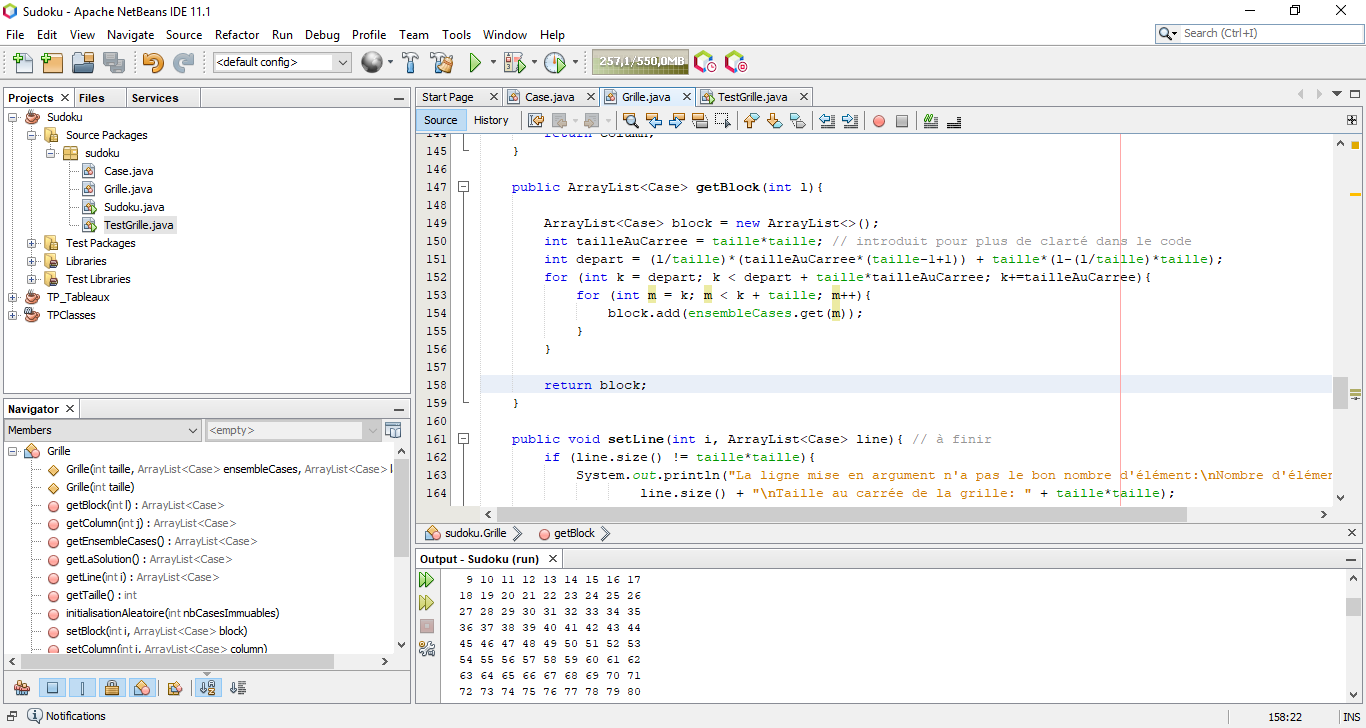 Sudoku - Apache NetBeans IDE 11.1
File Edit View Navigate Source Refactor Run Debug Profile Team Tools Window Help
Search (Ctrl+I)
<default config>
257,1/550,0MB
Projects Files Services
Sudoku
Source Packages
sudoku
Case.java
Grille.java
Sudoku.java
TestGrille.java
Test Packages
Libraries
Test Libraries
TP_Tableaux
TPClasses
Navigator
Members
<empty>
Grille
Grille(int taille, ArrayList<Case> ensembleCases, ArrayList<Case> l
Grille(int taille)
getBlock(int l) : ArrayList<Case>
getColumn(int j) : ArrayList<Case>
getEnsembleCases() : ArrayList<Case>
getLaSolution() : ArrayList<Case>
getLine(int i) : ArrayList<Case>
getTaille() : int
initialisationAleatoire(int nbCasesImmuables)
setBlock(int i, ArrayList<Case> block)
setColumn(int i, ArrayList<Case> column)
Start Page Case.java Grille.java TestGrille.java
Source History
144 return column;
145 }
146
147 public ArrayList<Case> getBlock(int l){
148
149 ArrayList<Case> block = new ArrayList<>();
150 int tailleAuCarree = taille*taille; // introduit pour plus de clarté dans le code
151 int depart = (l/taille)*(tailleAuCarree*(taille-1+1)) + taille*(l-(l/taille)*taille);
152 for (int k = depart; k < depart + taille*tailleAuCarree; k+=tailleAuCarree){
153 for (int m = k; m < k + taille; m++){
154 block.add(ensembleCases.get(m));
155 }
156 }
157
158 return block;
159 }
160
161 public void setLine(int i, ArrayList<Case> line){ // à finir
162 if (line.size() != taille*taille){
163 System.out.println("La ligne mise en argument n'a pas le bon nombre d'élément:\nNombre d'élémen
164 line.size() + "\nTaille au carrée de la grille: " + taille*taille);
sudoku.Grille getBlock
Output - Sudoku (run)
9 10 11 12 13 14 15 16 17
18 19 20 21 22 23 24 25 26
27 28 29 30 31 32 33 34 35
36 37 38 39 40 41 42 43 44
45 46 47 48 49 50 51 52 53
54 55 56 57 58 59 60 61 62
63 64 65 66 67 68 69 70 71
72 73 74 75 76 77 78 79 80
Notifications
158:22 INS